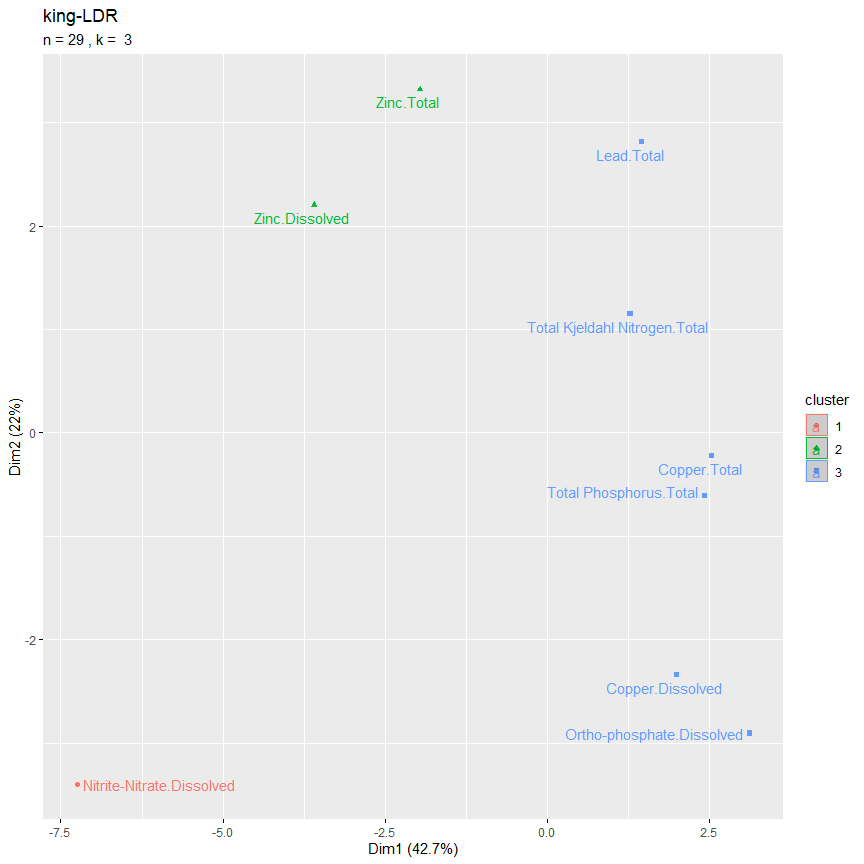 king-LDR
n = 29 , k =  3
Zinc.Total
Lead.Total
Zinc.Dissolved
2
Total Kjeldahl Nitrogen.Total
cluster
1
2
3
Dim2 (22%)
0
Copper.Total
Total Phosphorus.Total
-2
Copper.Dissolved
Ortho-phosphate.Dissolved
Nitrite-Nitrate.Dissolved
-7.5
-5.0
-2.5
0.0
2.5
Dim1 (42.7%)